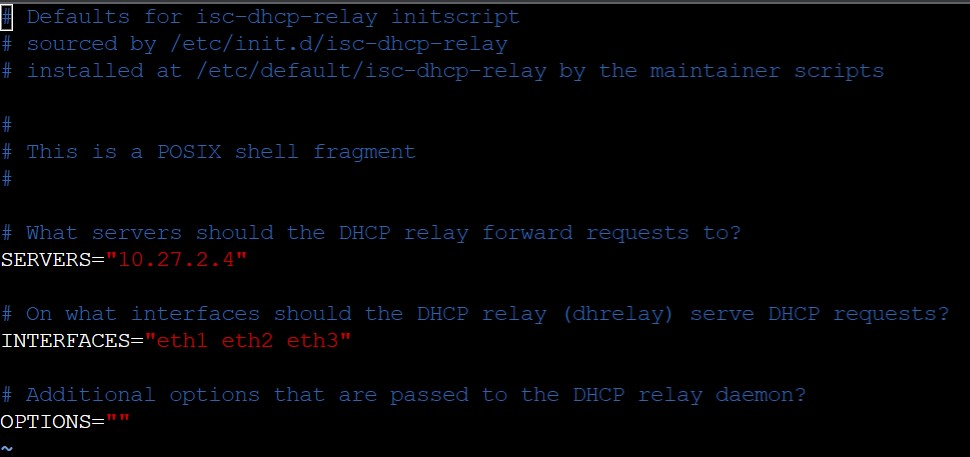 # Defaults for isc-dhcp-relay initscript
# sourced by /etc/init.d/isc-dhcp-relay
# installed at /etc/default/isc-dhcp-relay by the maintainer scripts
#
# This is a POSIX shell fragment
#
# What servers should the DHCP relay forward requests to?
SERVERS="10.27.2.4"
# On what interfaces should the DHCP relay (dhrelay) serve DHCP requests?
INTERFACES="eth1 eth2 eth3"
# Additional options that are passed to the DHCP relay daemon?
OPTIONS=""
~